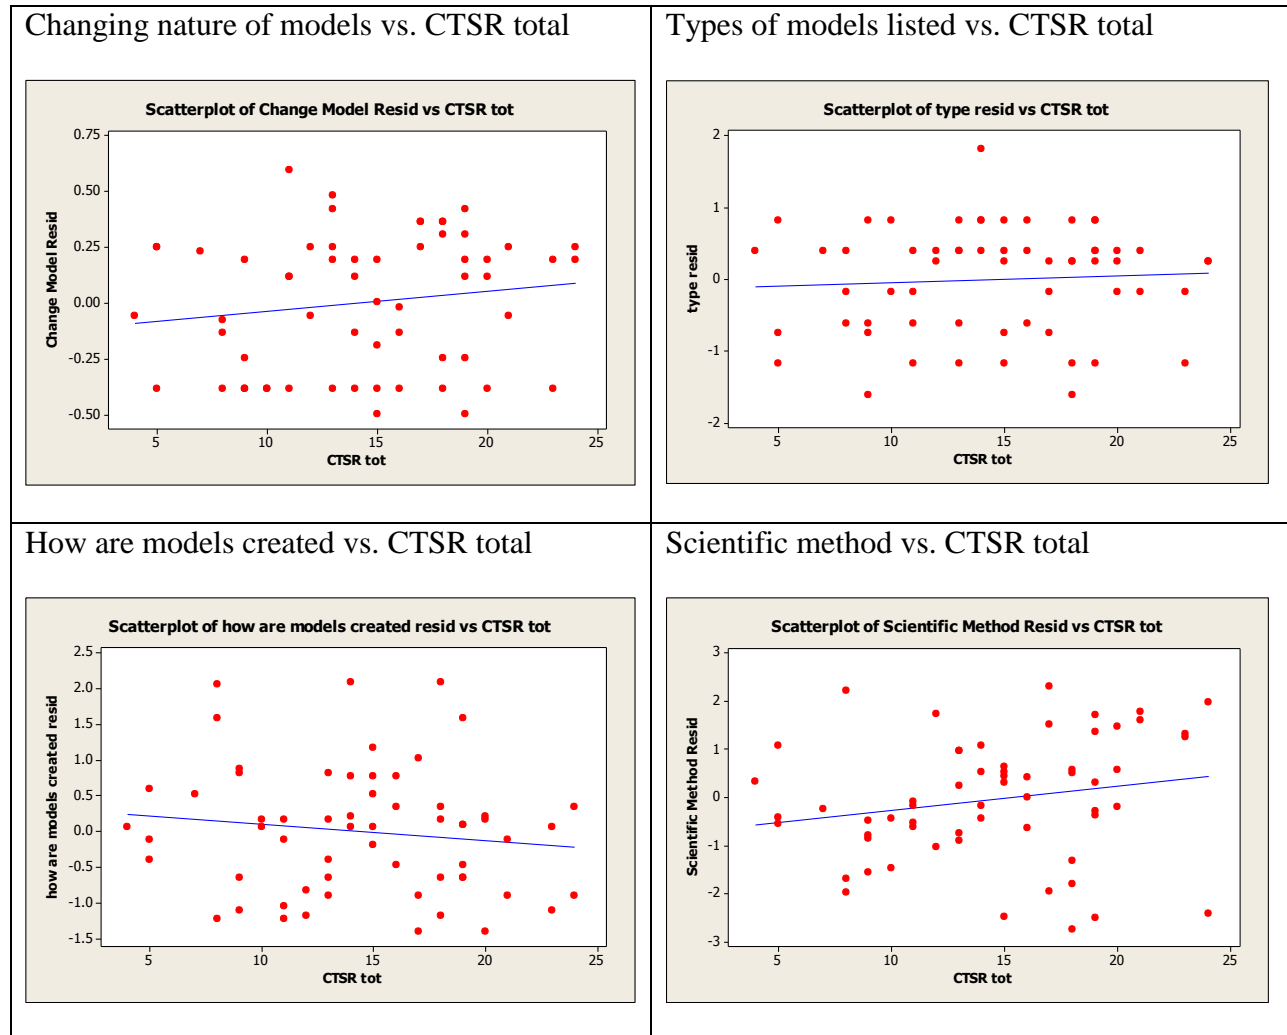 Changing nature of models vs. CTSR total
Scatterplot of Change Model Resid vs CTSR tot
0.75
0.50
0.25
0.00
-0.25
-0.50
Change Model Resid
5 10 15 20 25
CTSR tot
Types of models listed vs. CTSR total
Scatterplot of type resid vs CTSR tot
2
1
0
-1
-2
type resid
5 10 15 20 25
CTSR tot
How are models created vs. CTSR total
Scatterplot of how are models created resid vs CTSR tot
2.5
2.0
1.5
1.0
0.5
0.0
-0.5
-1.0
-1.5
how are models created resid
5 10 15 20 25
CTSR tot
Scientific method vs. CTSR total
Scatterplot of Scientific Method Resid vs CTSR tot
3
2
1
0
-1
-2
-3
Scientific Method Resid
5 10 15 20 25
CTSR tot